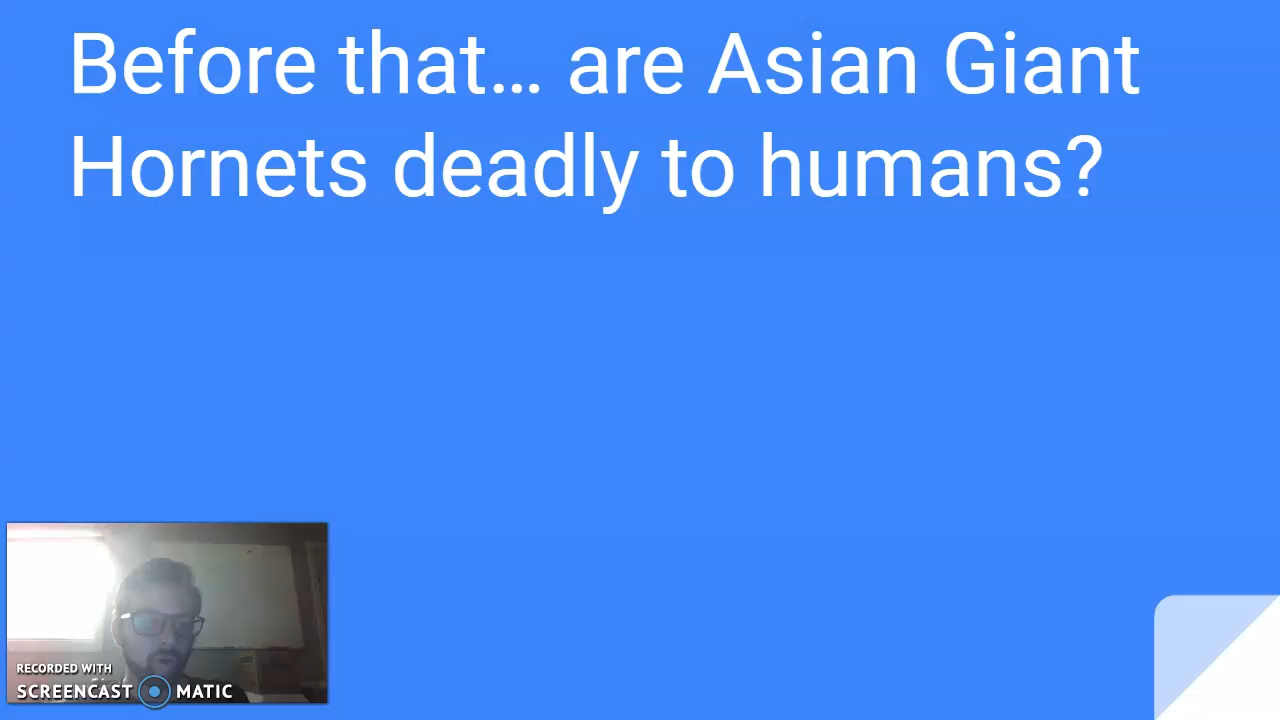 Before that... are Asian Giant
Hornets deadly to humans?
RECORDED WITH
SCREENCAST MATIC